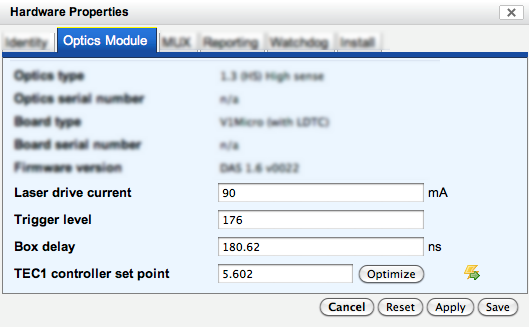 Hardware Properties
Identity Optics Module MUX Reporting Watchdog Install
Optics type 1.3 (HS) High sense
Optics serial number n/a
Board type V1Micro (with LDTC)
Board serial number n/a
Firmware version DAS 1.6 v0022
Laser drive current 90 mA
Trigger level 176
Box delay 180.62 ns
TEC1 controller set point 5.602 Optimize
Cancel Reset Apply Save